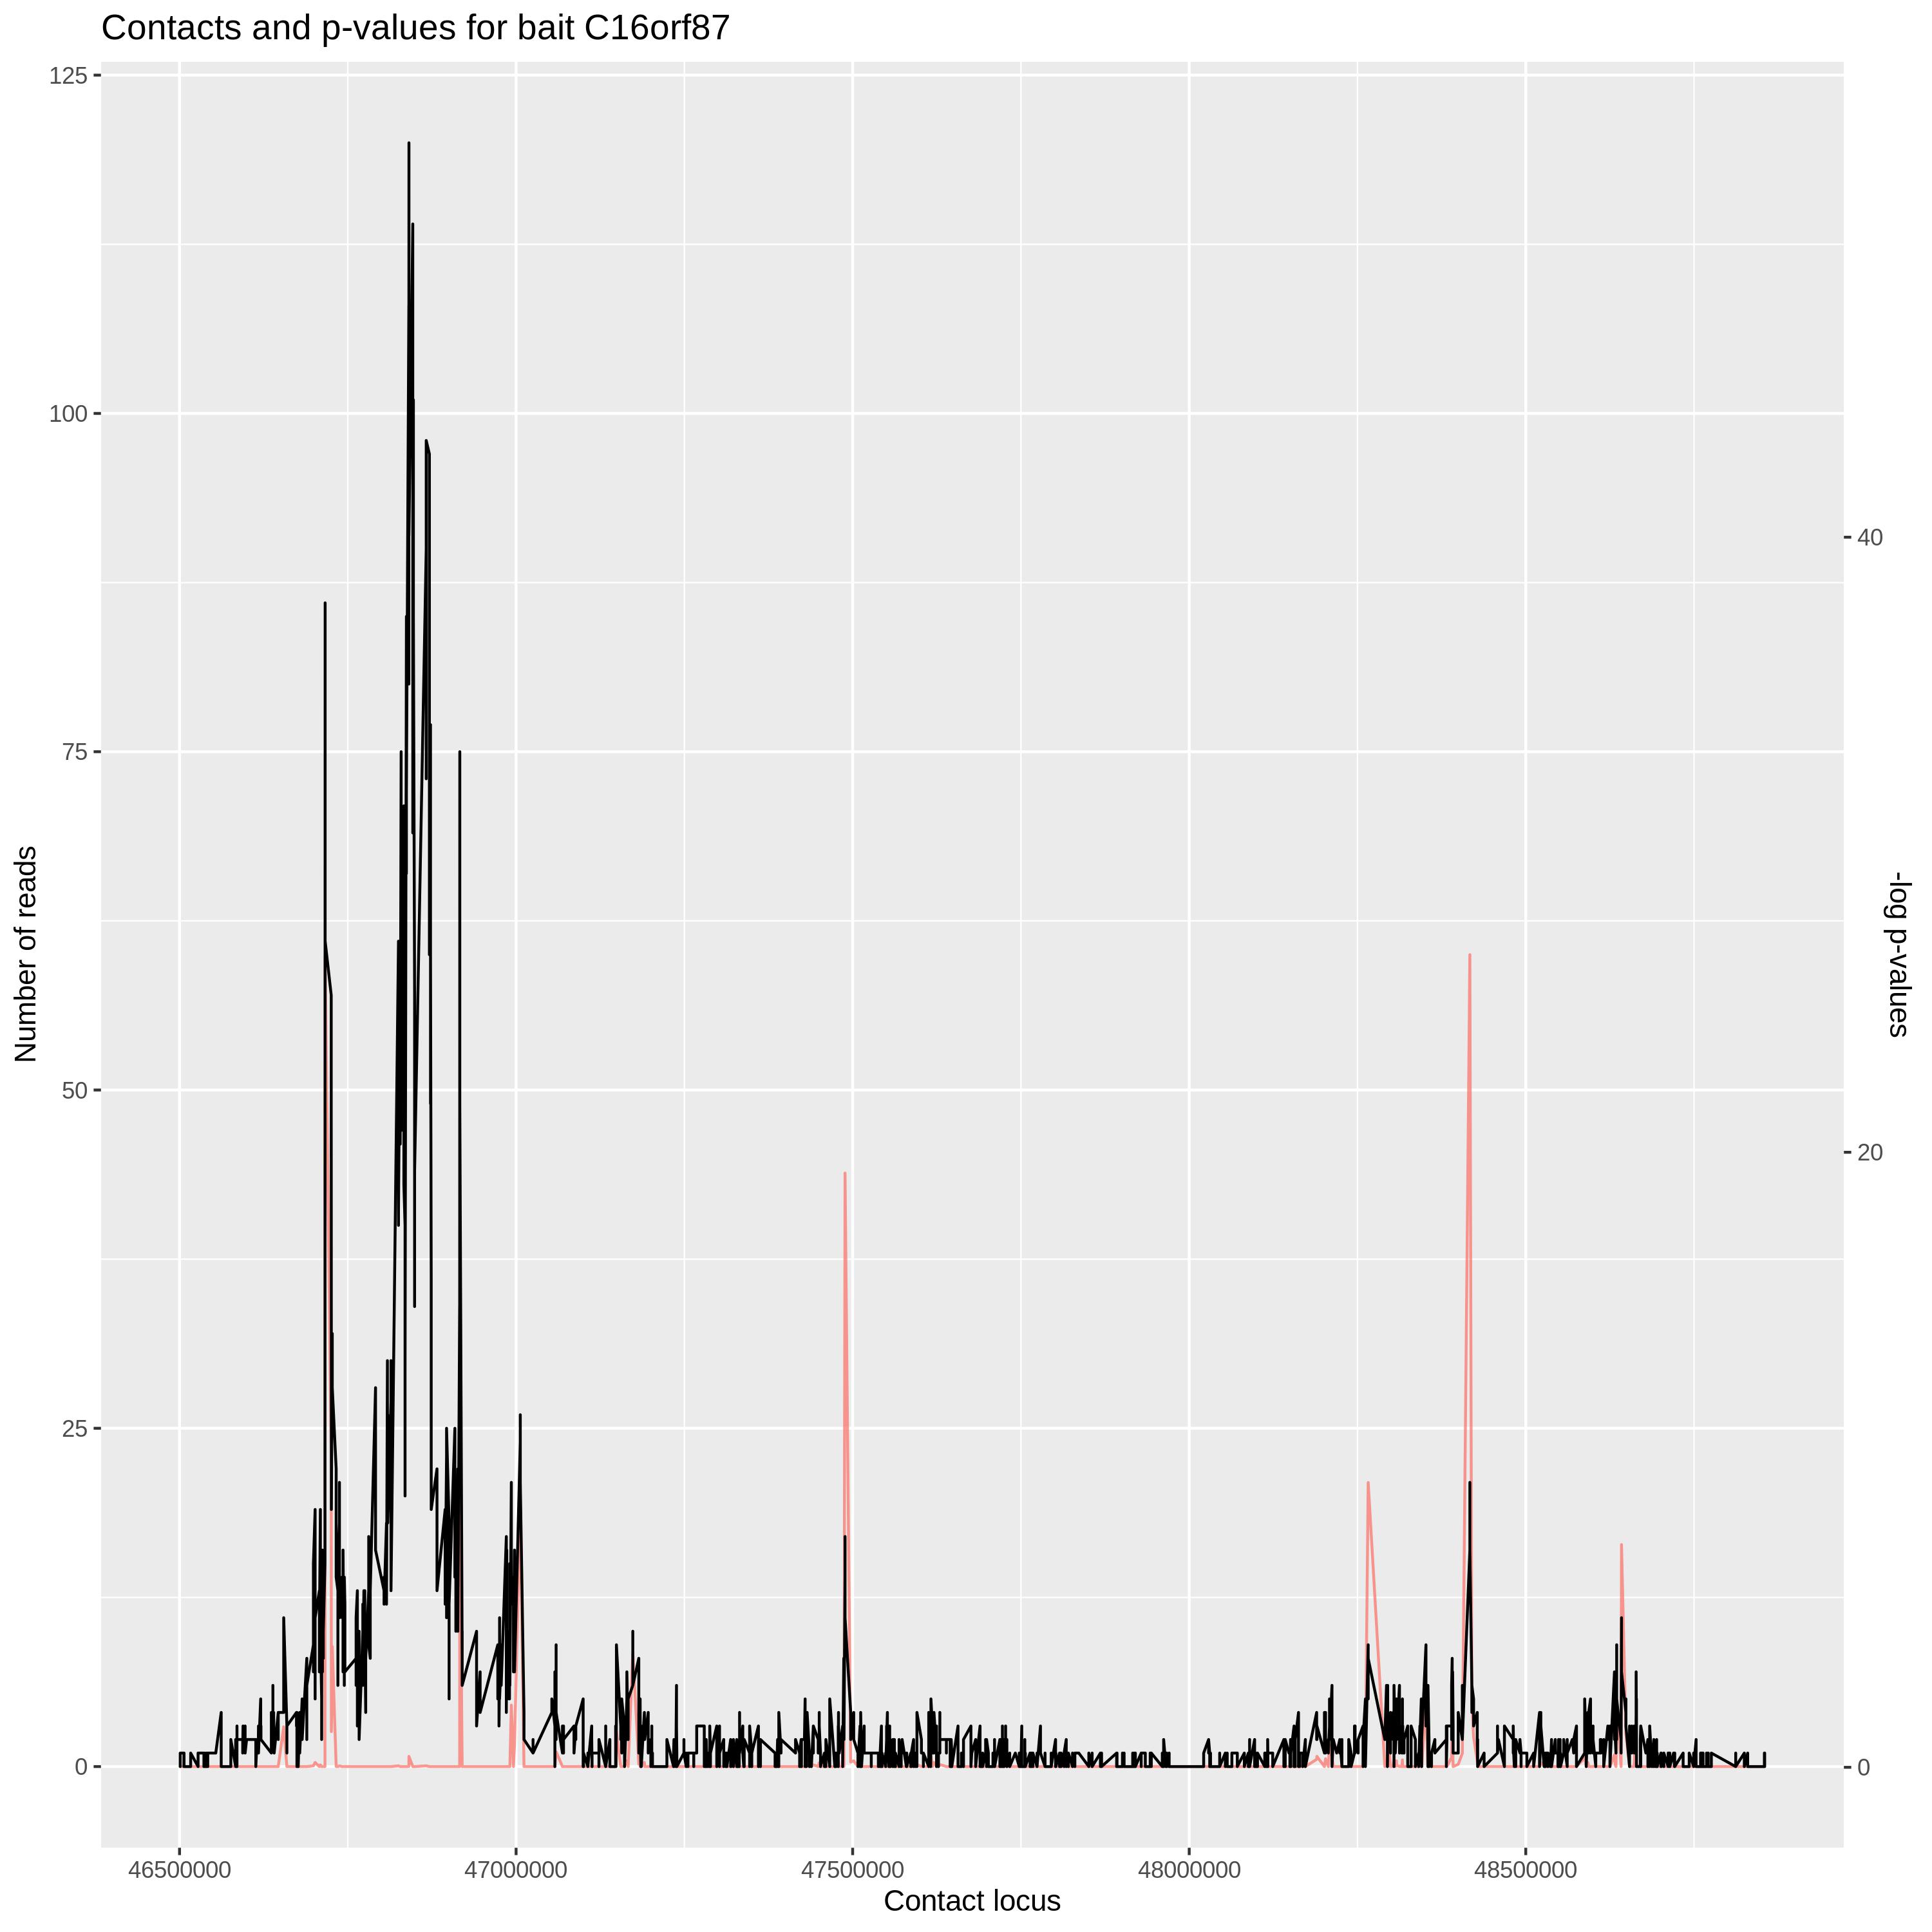 Contacts and p-values for bait C16orf87
125
100
75
50
25
0
Number of reads
40
20
0
-log p-values
46500000 47000000 47500000 48000000 48500000
Contact locus